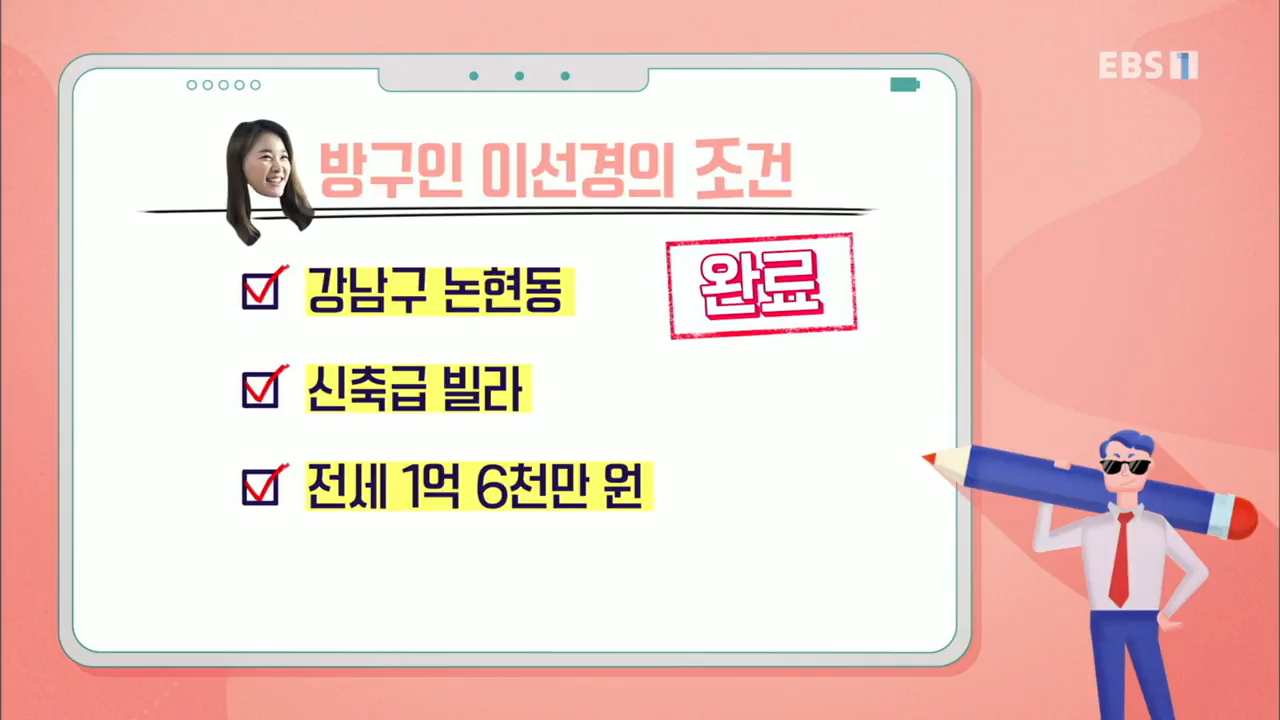 EBS 1
방구인 이선경의 조건
강남구 논현동
완료
신축급 빌라
전세 1억 6천만 원